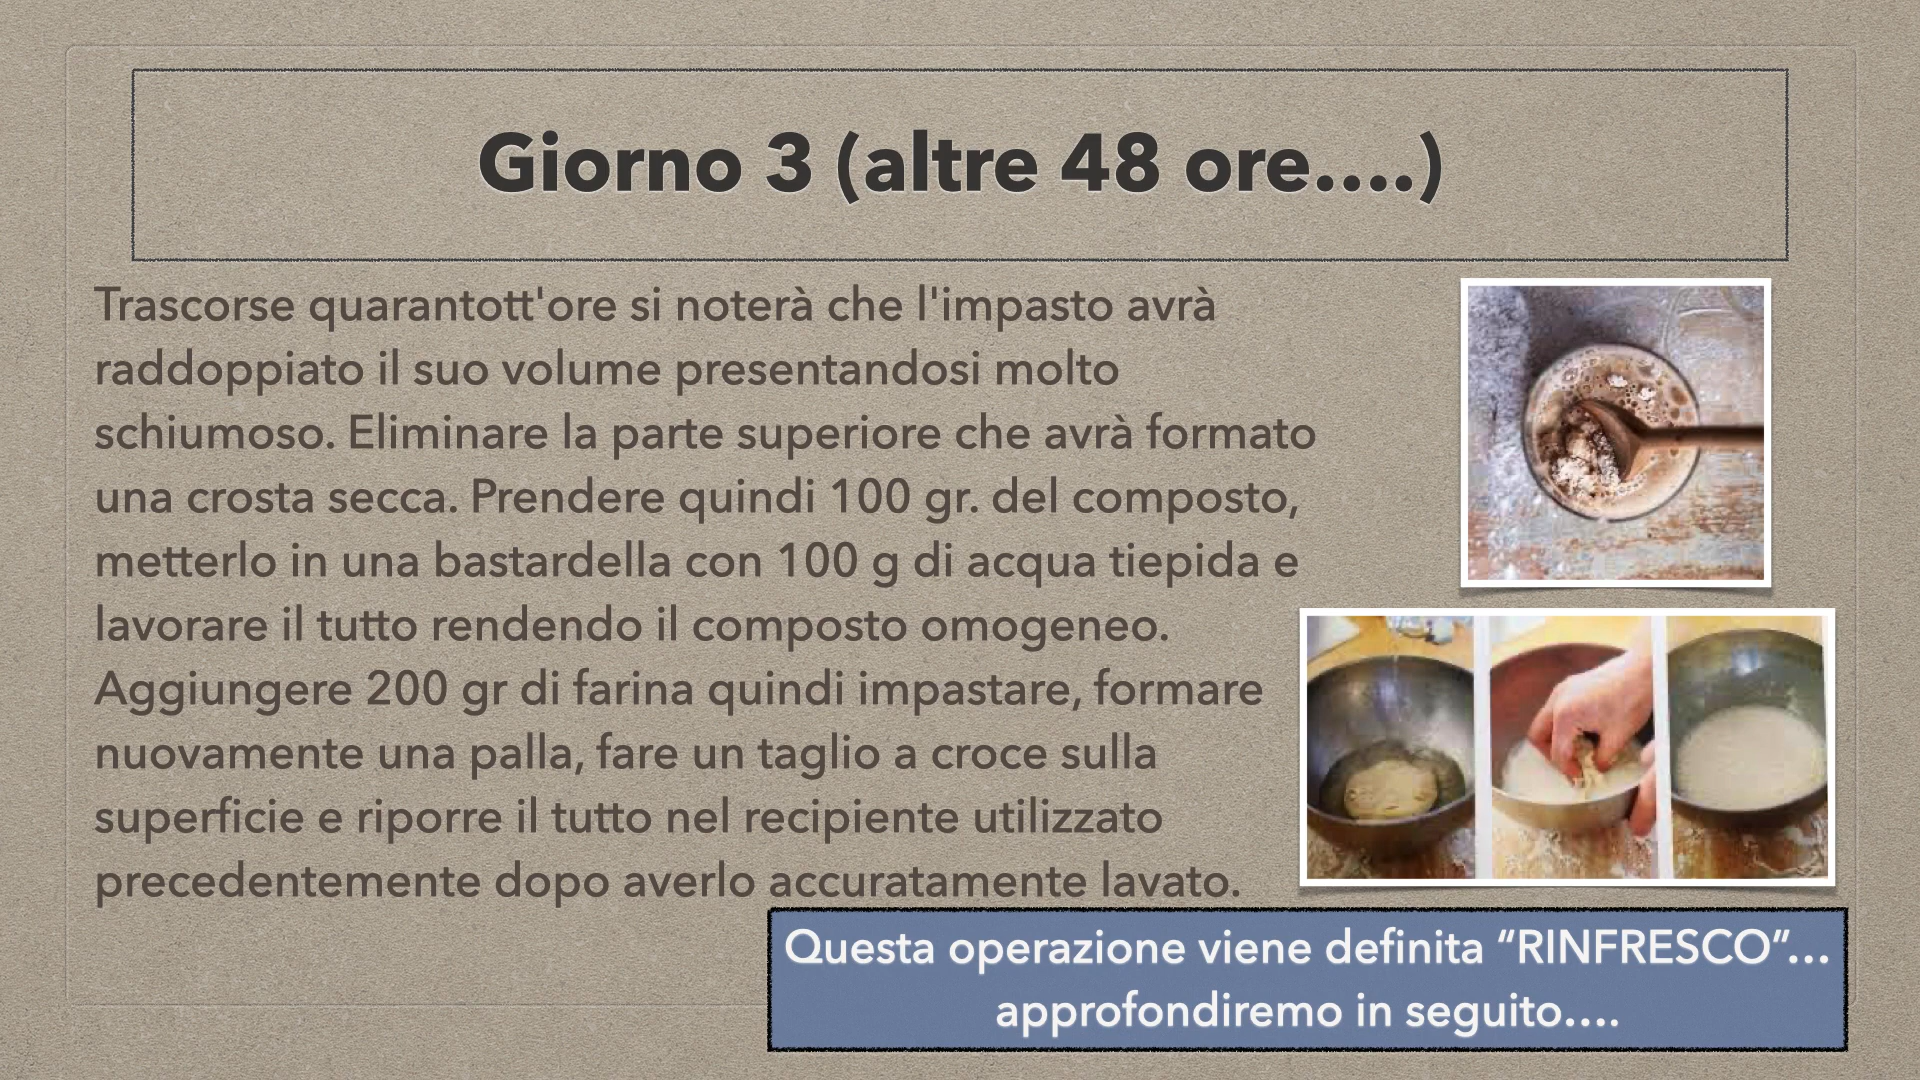 Giorno 3 (altre 48 ore....)
Trascorse quarantott'ore si noterà che l'impasto avrà
raddoppiato il suo volume presentandosi molto
schiumoso. Eliminare la parte superiore che avrà formato
una crosta secca. Prendere quindi 100 gr. del composto,
metterlo in una bastardella con 100 g di acqua tiepida e
lavorare il tutto rendendo il composto omogeneo.
Aggiungere 200 gr di farina quindi impastare, formare
nuovamente una palla, fare un taglio a croce sulla
superficie e riporre il tutto nel recipiente utilizzato
precedentemente dopo averlo accuratamente lavato.
Questa operazione viene definita “RINFRESCO”...
approfondiremo in seguito....